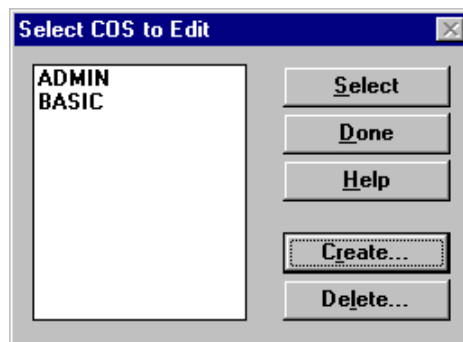 Select COS to Edit
ADMIN
BASIC
Select
Done
Help
Create...
Delete...